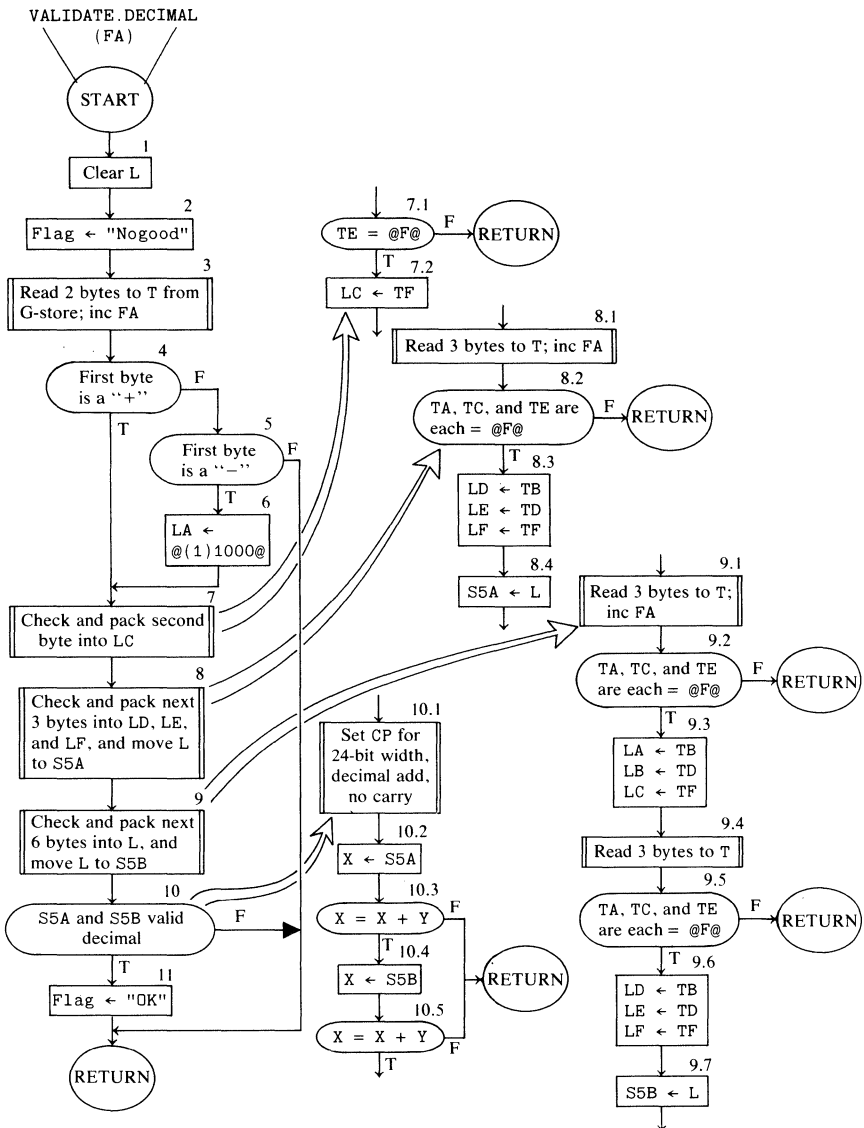 VALIDATE.DECIMAL
(FA)
START
1
Clear L
2
Flag ← "Nogood"
3
Read 2 bytes to T from
G-store; inc FA
4
First byte
is a “+”
F
T
5
First byte
is a “−”
F
T
6
LA ←
@(1)1000@
7
Check and pack second
byte into LC
8
Check and pack next
3 bytes into LD, LE,
and LF, and move L
to S5A
9
Check and pack next
6 bytes into L, and
move L to S5B
10
S5A and S5B valid
decimal
F
T
11
Flag ← "OK"
RETURN
7.1
TE = @F@
F
RETURN
T
7.2
LC ← TF
8.1
Read 3 bytes to T; inc FA
8.2
TA, TC, and TE are
each = @F@
F
RETURN
T
8.3
LD ← TB
LE ← TD
LF ← TF
8.4
S5A ← L
9.1
Read 3 bytes to T;
inc FA
9.2
TA, TC, and TE
are each = @F@
F
RETURN
T
9.3
LA ← TB
LB ← TD
LC ← TF
9.4
Read 3 bytes to T
9.5
TA, TC, and TE
are each = @F@
F
RETURN
T
9.6
LD ← TB
LE ← TD
LF ← TF
9.7
S5B ← L
10.1
Set CP for
24-bit width,
decimal add,
no carry
10.2
X ← S5A
10.3
X = X + Y
F
T
10.4
X ← S5B
RETURN
10.5
X = X + Y
F
T